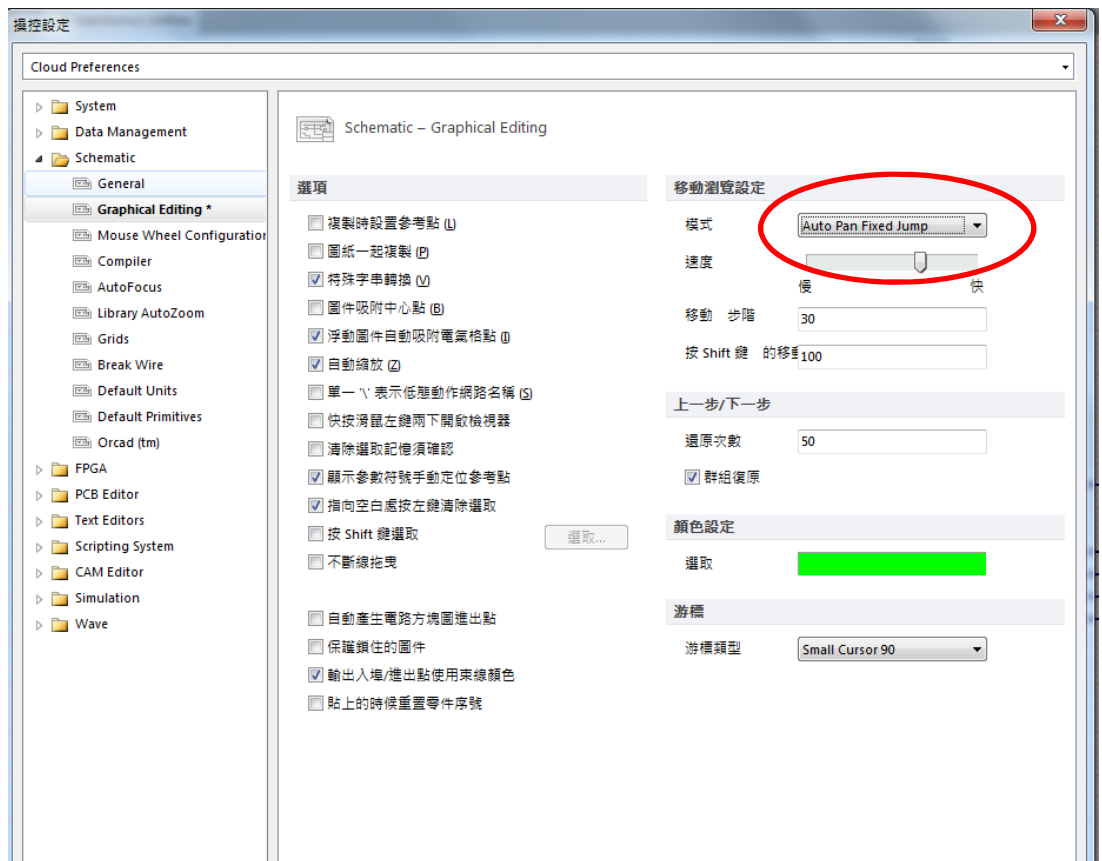 操控設定
Cloud Preferences
System
Data Management
Schematic
General
Graphical Editing *
Mouse Wheel Configuration
Compiler
AutoFocus
Library AutoZoom
Grids
Break Wire
Default Units
Default Primitives
Orcad (tm)
FPGA
PCB Editor
Text Editors
Scripting System
CAM Editor
Simulation
Wave
Schematic – Graphical Editing
選項
複製時設置參考點 (L)
圖紙一起複製 (P)
特殊字串轉換 (V)
圖件吸附中心點 (B)
浮動圖件自動吸附電氣格點 (I)
自動縮放 (Z)
單一 '\' 表示低態動作網路名稱 (S)
快按滑鼠左鍵兩下開啟檢視器
清除選取記憶須確認
顯示參數符號手動定位參考點
指向空白處按左鍵清除選取
按 Shift 鍵選取
選取...
不斷線拖曳
自動產生電路方塊圖進出點
保護鎖住的圖件
輸出入埠/進出點使用束線顏色
貼上的時候重置零件序號
移動瀏覽設定
模式
Auto Pan Fixed Jump
速度
慢 快
移動 步階
30
按 Shift 鍵 的移
100
上一步/下一步
還原次數
50
群組復原
顏色設定
選取
游標
游標類型
Small Cursor 90